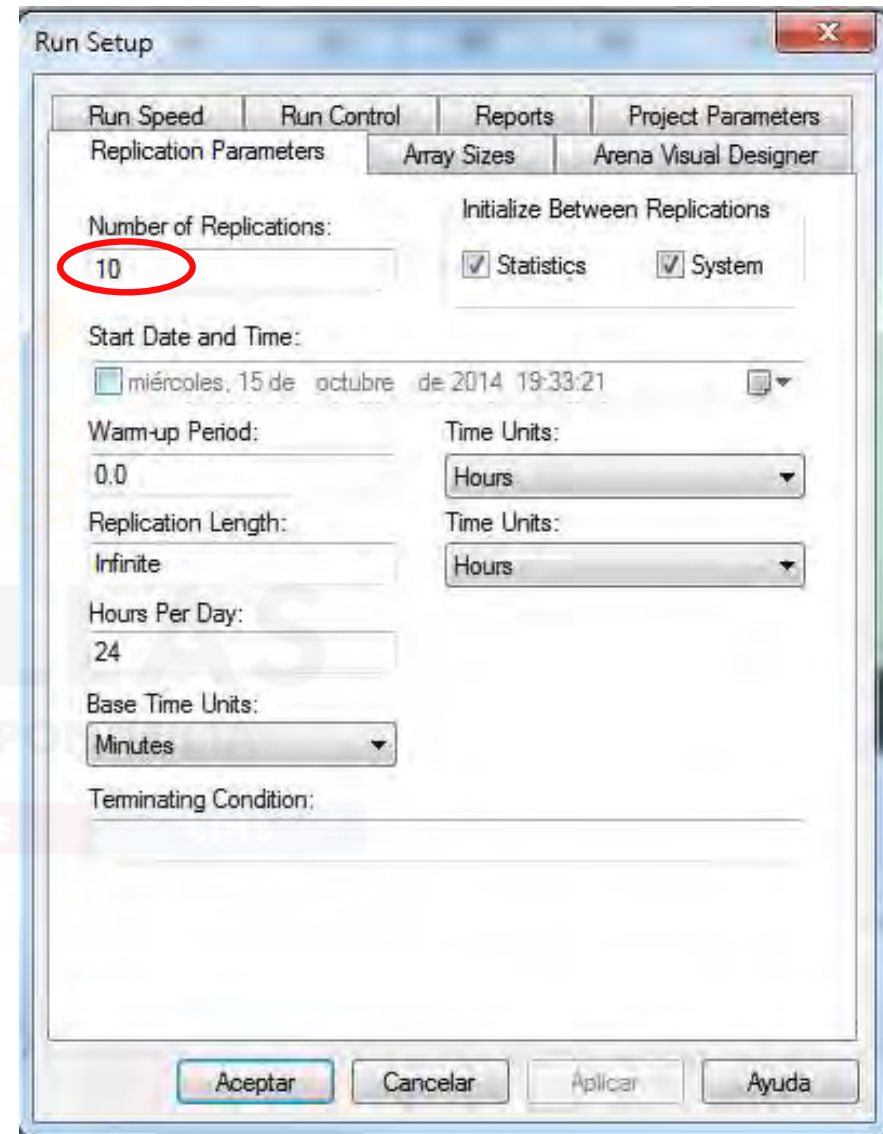 Run Setup
Run Speed Run Control Reports Project Parameters
Replication Parameters Array Sizes Arena Visual Designer
Number of Replications:
10
Initialize Between Replications
Statistics System
Start Date and Time:
miércoles, 15 de octubre de 2014 19:33:21
Warm-up Period: Time Units:
0.0 Hours
Replication Length: Time Units:
Infinite Hours
Hours Per Day:
24
Base Time Units:
Minutes
Terminating Condition:
Aceptar Cancelar Aplicar Ayuda